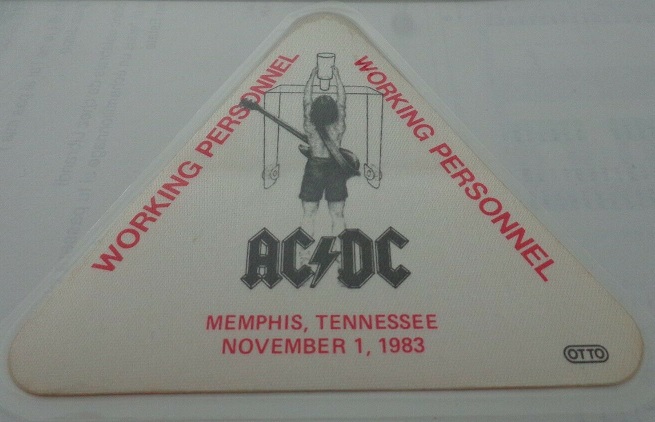 WORKING PERSONNEL
WORKING PERSONNEL
AC⚡DC
MEMPHIS, TENNESSEE
NOVEMBER 1, 1983
OTTO